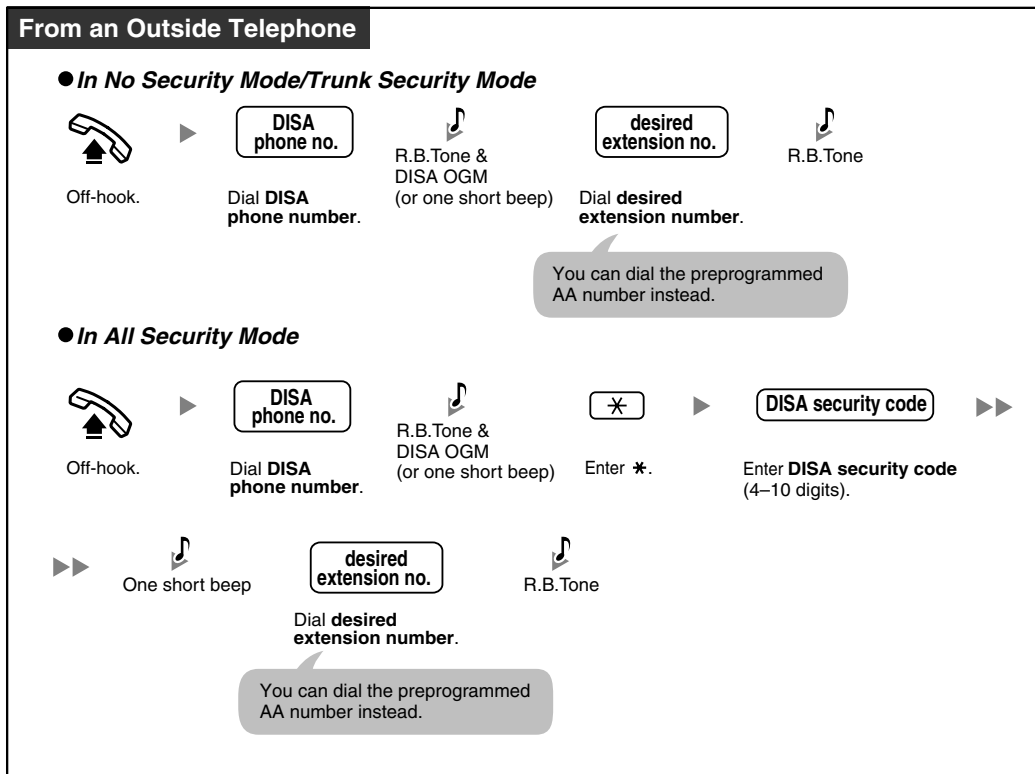 From an Outside Telephone
●In No Security Mode/Trunk Security Mode
DISA
phone no.
R.B.Tone &
DISA OGM
(or one short beep)
desired
extension no.
R.B.Tone
Off-hook.
Dial DISA
phone number.
Dial desired
extension number.
You can dial the preprogrammed
AA number instead.
●In All Security Mode
DISA
phone no.
R.B.Tone &
DISA OGM
(or one short beep)
*
DISA security code
Off-hook.
Dial DISA
phone number.
Enter *.
Enter DISA security code
(4–10 digits).
One short beep
desired
extension no.
R.B.Tone
Dial desired
extension number.
You can dial the preprogrammed
AA number instead.